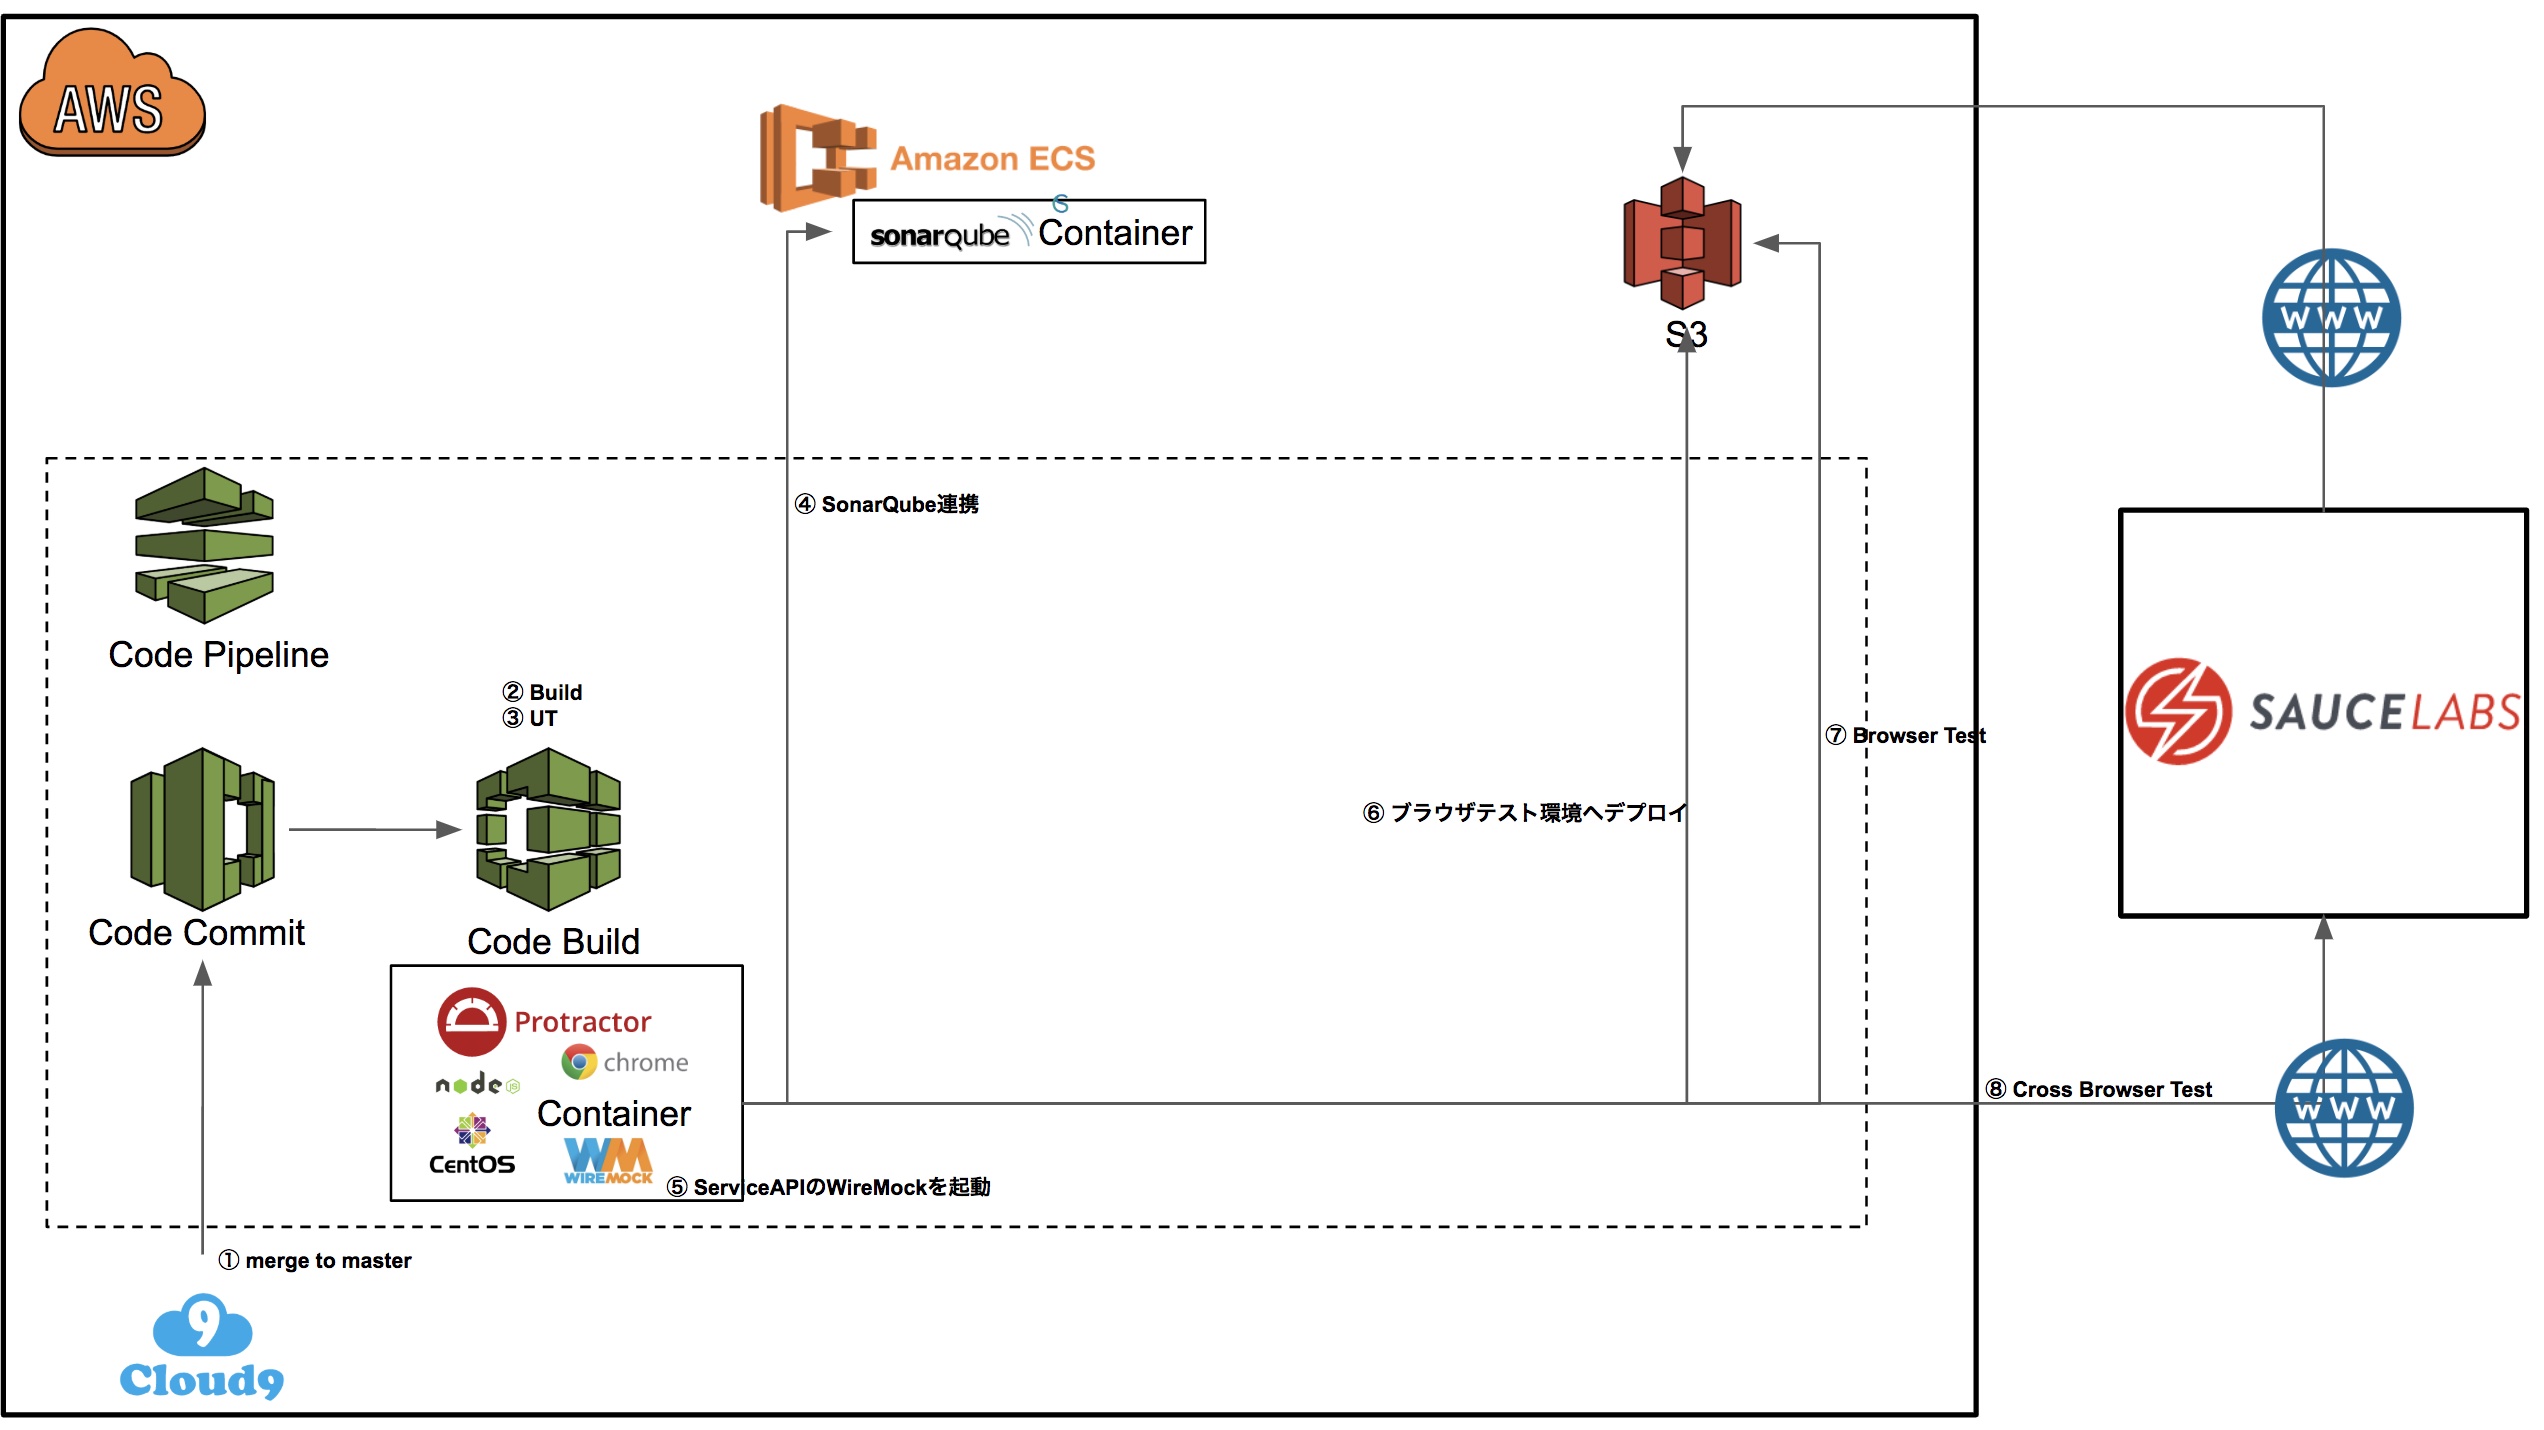 AWS
Amazon ECS
sonarqube Container
S3
WWW
Code Pipeline
④ SonarQube連携
② Build
③ UT
SAUCELABS
⑦ Browser Test
⑥ ブラウザテスト環境へデプロイ
Code Commit
Code Build
Protractor
chrome
node JS
Container
CentOS
WM
WIREMOCK
⑤ ServiceAPIのWireMockを起動
⑧ Cross Browser Test
WWW
① merge to master
9
Cloud9